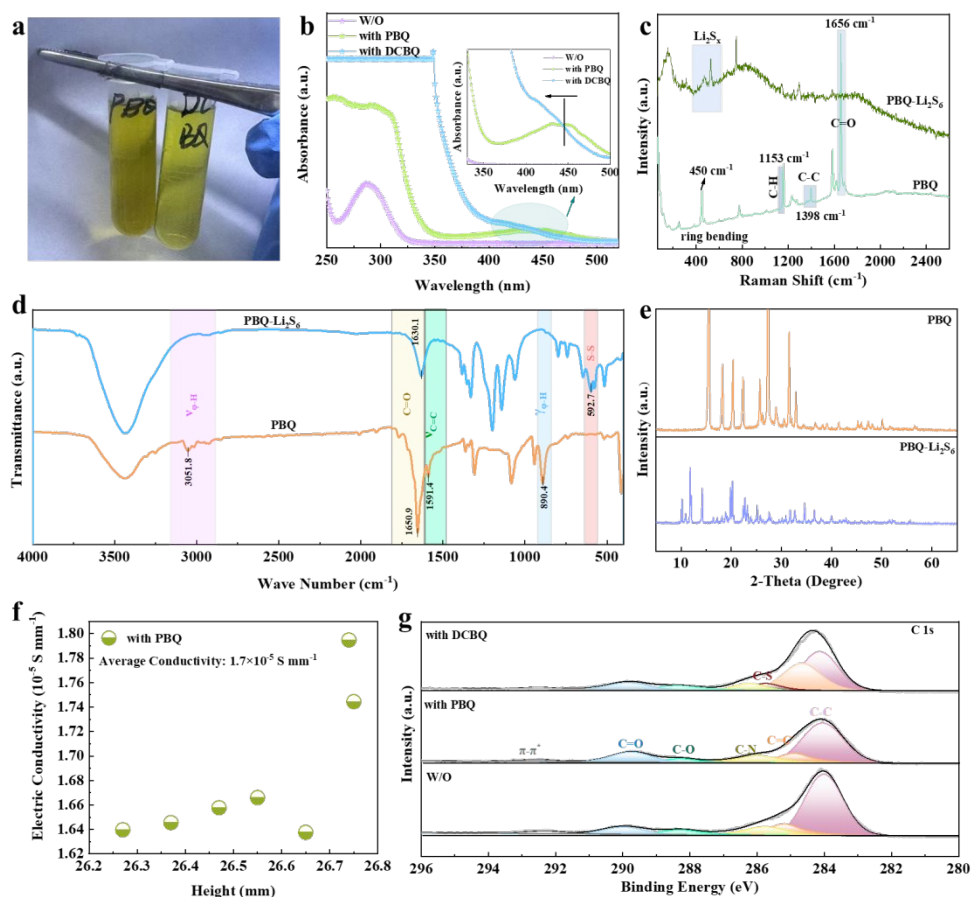 a
PBQ
DC
BQ
b
W/O
with PBQ
with DCBQ
Absorbance (a.u.)
250 300 350 400 450 500
Wavelength (nm)
W/O
with PBQ
with DCBQ
Absorbance (a.u.)
350 400 450 500
Wavelength (nm)
c
1656 cm⁻¹
Li₂Sₓ
PBQ-Li₂S₆
C=O
1153 cm⁻¹
450 cm⁻¹
C-H
C-C
PBQ
1398 cm⁻¹
ring bending
Intensity (a.u.)
400 800 1200 1600 2000 2400
Raman Shift (cm⁻¹)
d
PBQ-Li₂S₆
1630.1
S-S
C=O
νC=C
νφ-H
γφ-H
592.7
PBQ
3051.8
1591.4
890.4
1650.9
Transmittance (a.u.)
4000 3500 3000 2000 1600 1000 500
Wave Number (cm⁻¹)
e
PBQ
PBQ-Li₂S₆
Intensity (a.u.)
10 20 30 40 50 60
2-Theta (Degree)
f
with PBQ
Average Conductivity: 1.7×10⁻⁵ S mm⁻¹
Electric Conductivity (10⁻⁵ S mm⁻¹)
1.80
1.78
1.76
1.74
1.72
1.70
1.68
1.66
1.64
1.62
26.2 26.3 26.4 26.5 26.6 26.7 26.8
Height (mm)
g
with DCBQ
C 1s
C-S
with PBQ
C-C
π-π*
C=O
C-O
C-N
C=C
W/O
Intensity (a.u.)
296 294 292 290 288 286 284 282 280
Binding Energy (eV)